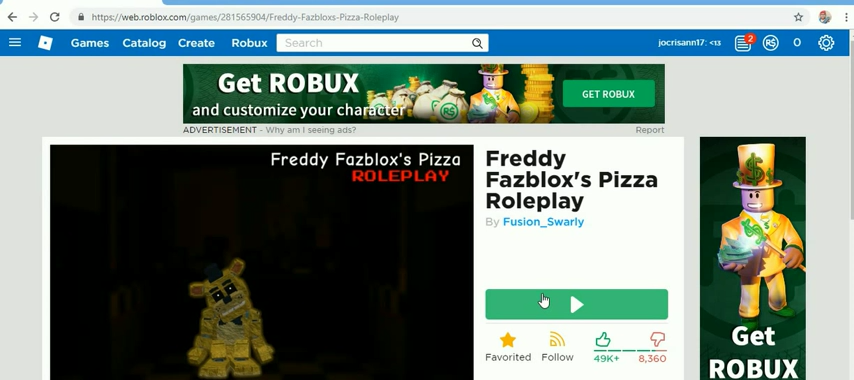 https://web.roblox.com/games/281565904/Freddy-Fazbloxs-Pizza-Roleplay
Games Catalog Create Robux Search jocrisann17: <13 2 R$ 0
Get ROBUX
and customize your character
GET ROBUX
ADVERTISEMENT - Why am I seeing ads? Report
Freddy Fazblox's Pizza
ROLEPLAY
Freddy
Fazblox's Pizza
Roleplay
By Fusion_Swarly
Favorited Follow 49K+ 8,360
Get
ROBUX